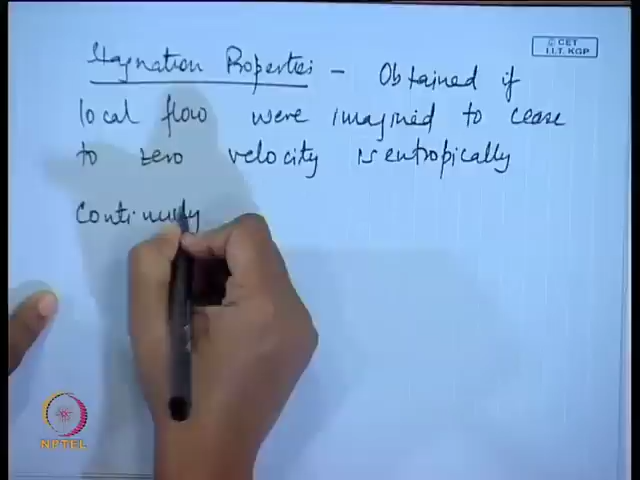 © CET
I.I.T. KGP
Stagnation Properties - Obtained if
local flow were imagined to cease
to zero velocity isentropically
Continuity
NPTEL